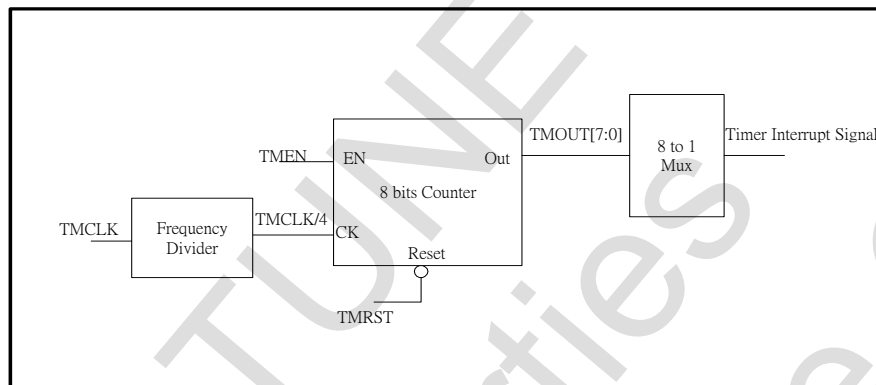 TMOUT[7:0]
8 to 1
Mux
Timer Interrupt Signal
TMEN
EN
Out
8 bits Counter
TMCLK
Frequency
Divider
TMCLK/4
CK
Reset
TMRST
TUNE